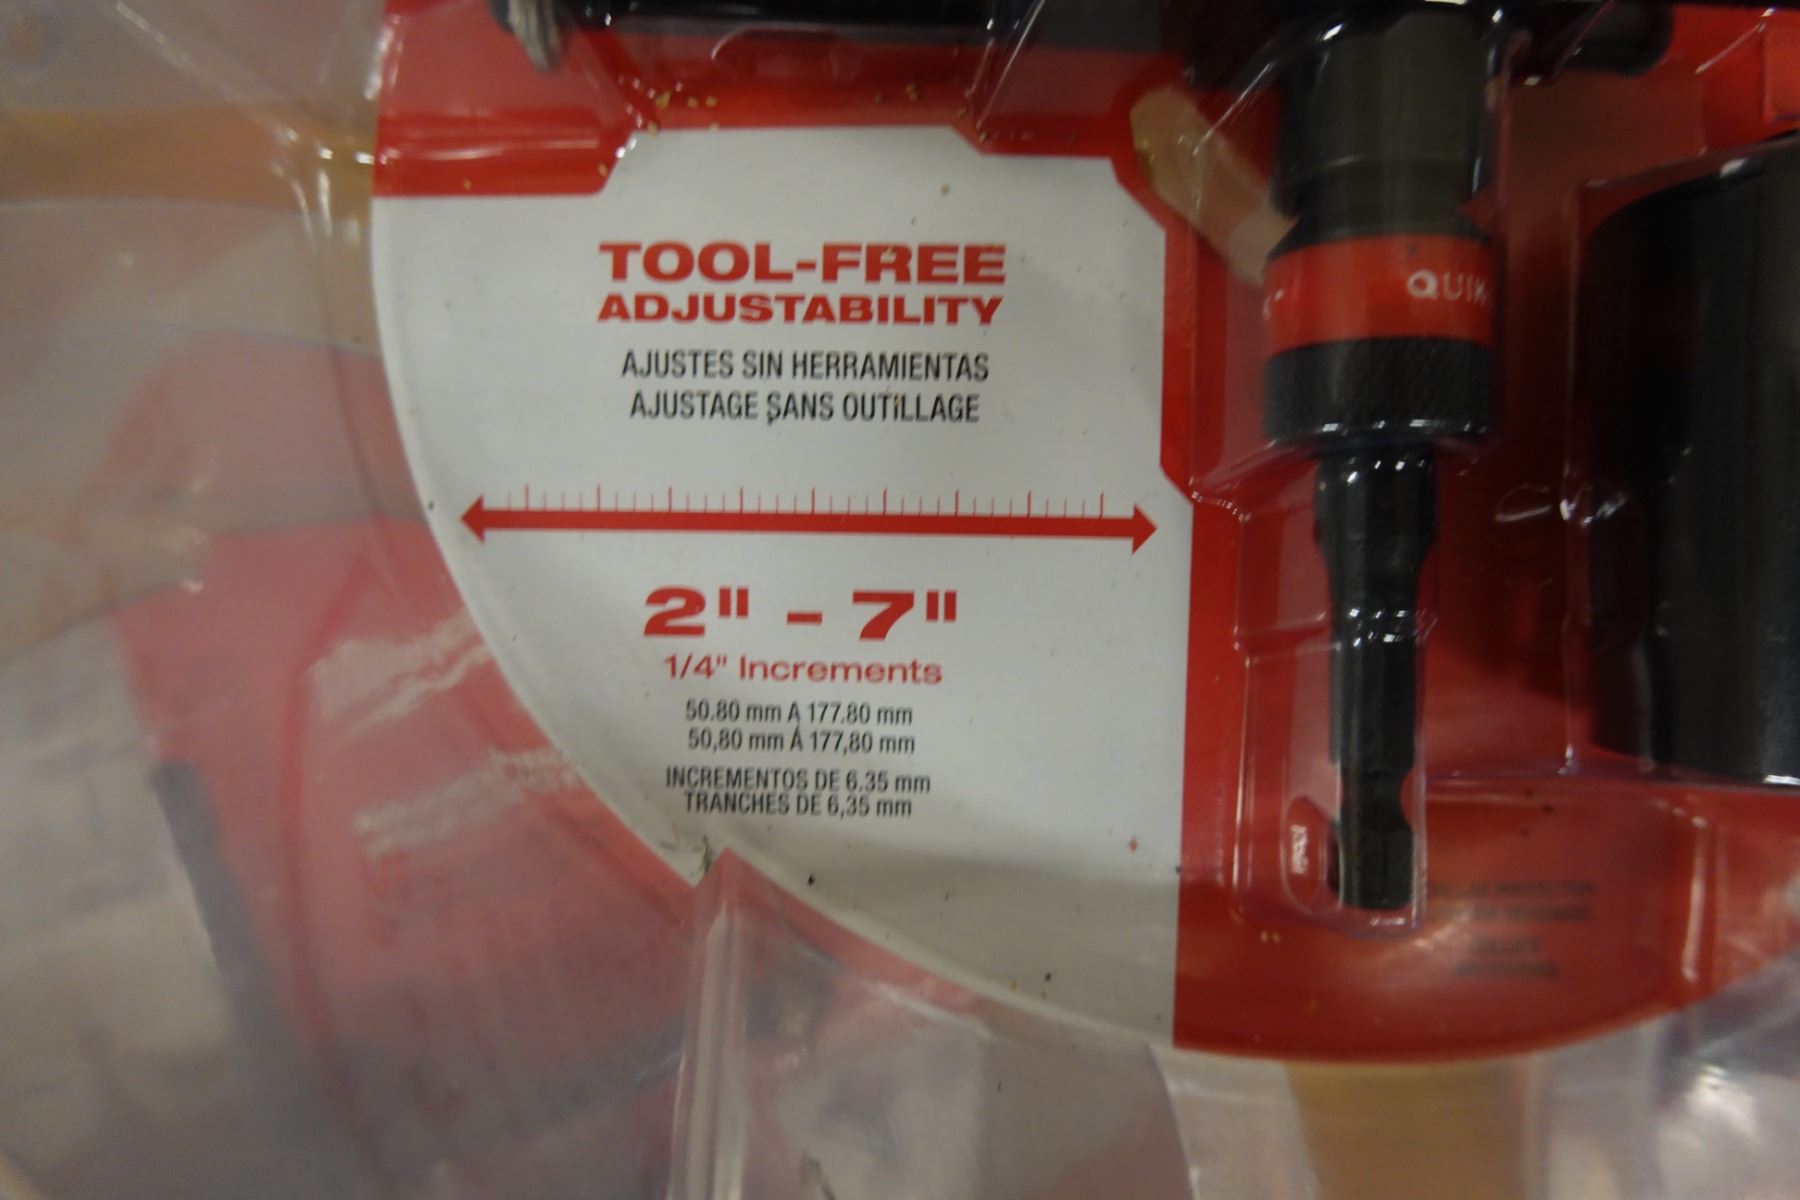 TOOL-FREE
ADJUSTABILITY
AJUSTES SIN HERRAMIENTAS
AJUSTAGE SANS OUTILLAGE
2" - 7"
1/4" Increments
50.80 mm A 177.80 mm
50,80 mm À 177,80 mm
INCREMENTOS DE 6.35 mm
TRANCHES DE 6,35 mm
QUIK